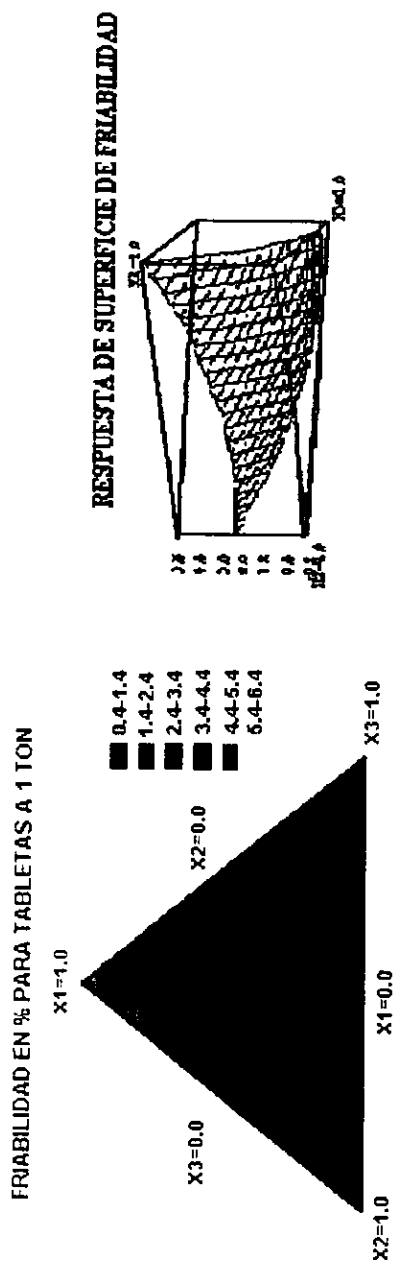 FRIABILIDAD EN % PARA TABLETAS A 1 TON
X1=1.0
X3=0.0
X2=0.0
X2=1.0
X1=0.0
X3=1.0
0.4-1.4
1.4-2.4
2.4-3.4
3.4-4.4
4.4-5.4
5.4-6.4
RESPUESTA DE SUPERFICIE DE FRIABILIDAD